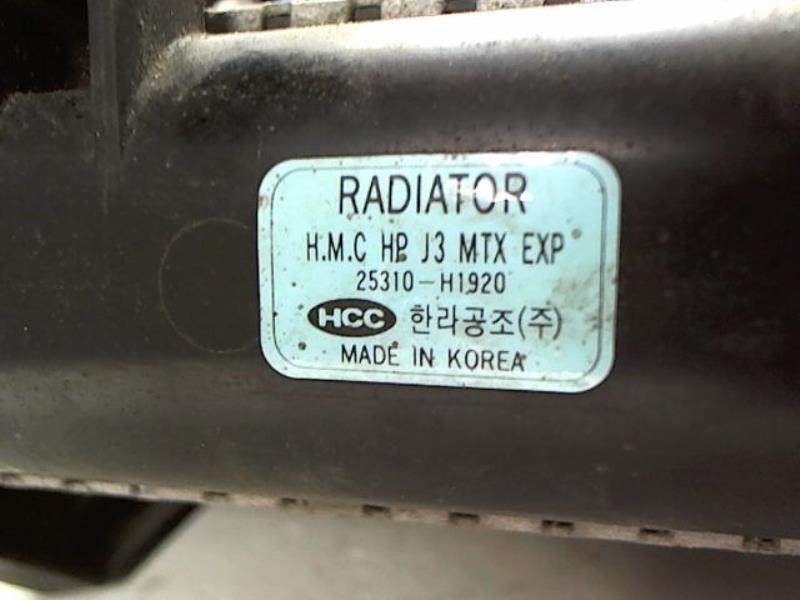 RADIATOR
H.M.C HP J3 MTX EXP
25310-H1920
HCC 한라공조(주)
MADE IN KOREA